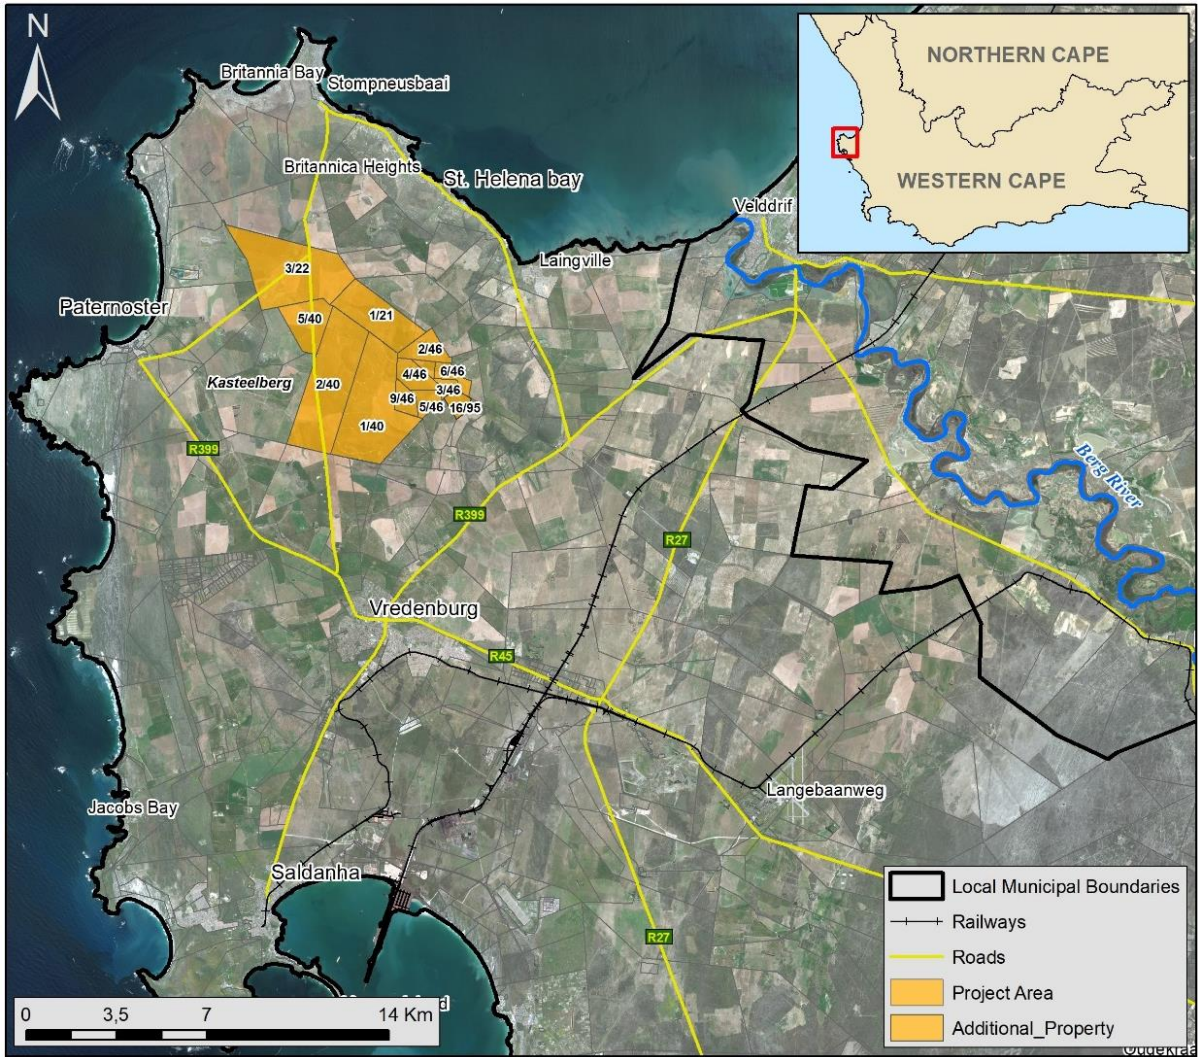 N
Britannia Bay
Stompneusbaai
NORTHERN CAPE
WESTERN CAPE
Britannica Heights
St. Helena bay
Velddrif
Laingville
3/22
Paternoster
5/40
1/21
2/46
4/46
6/46
Kasteelberg
2/40
9/46
3/46
5/46
16/95
1/40
R399
Berg River
R399
R27
Vredenburg
R45
Langebaanweg
Jacobs Bay
Saldanha
R27
Local Municipal Boundaries
Railways
Roads
Project Area
Additional_Property
0 3,5 7 14 Km